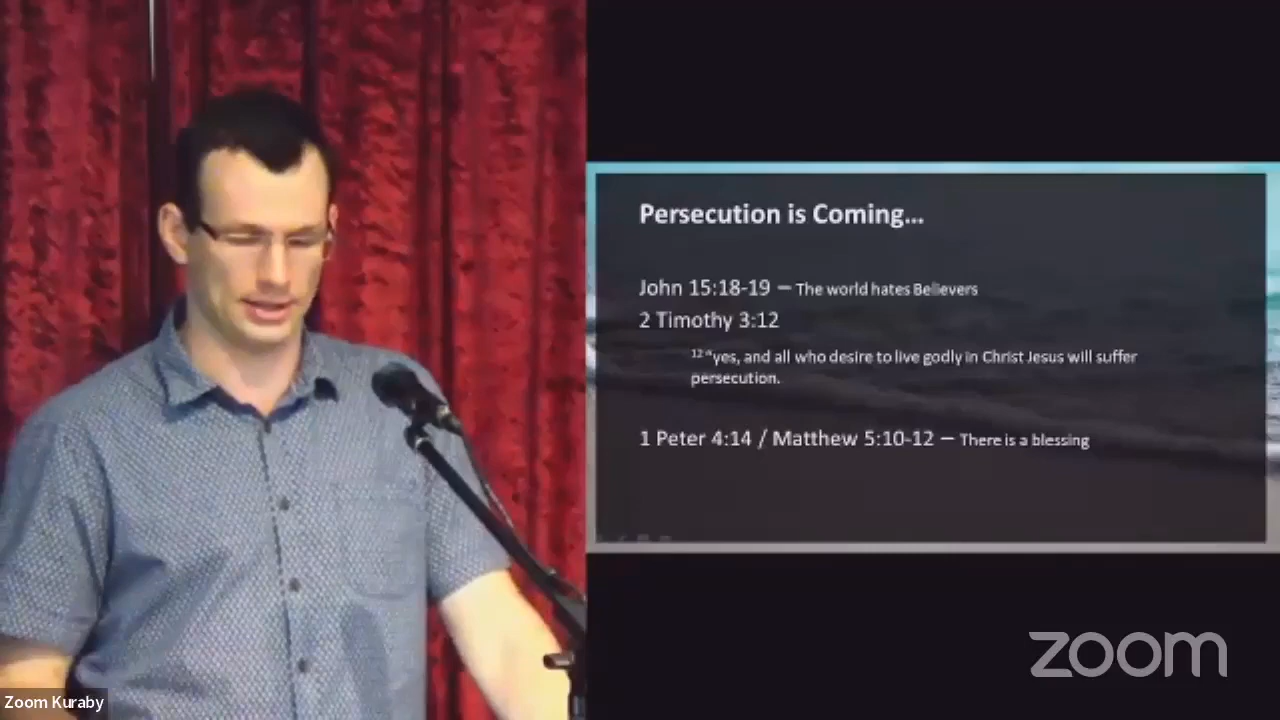 Persecution is Coming...
John 15:18-19 – The world hates Believers
2 Timothy 3:12
12 “yes, and all who desire to live godly in Christ Jesus will suffer
persecution.
1 Peter 4:14 / Matthew 5:10-12 – There is a blessing
zoom
Zoom Kuraby